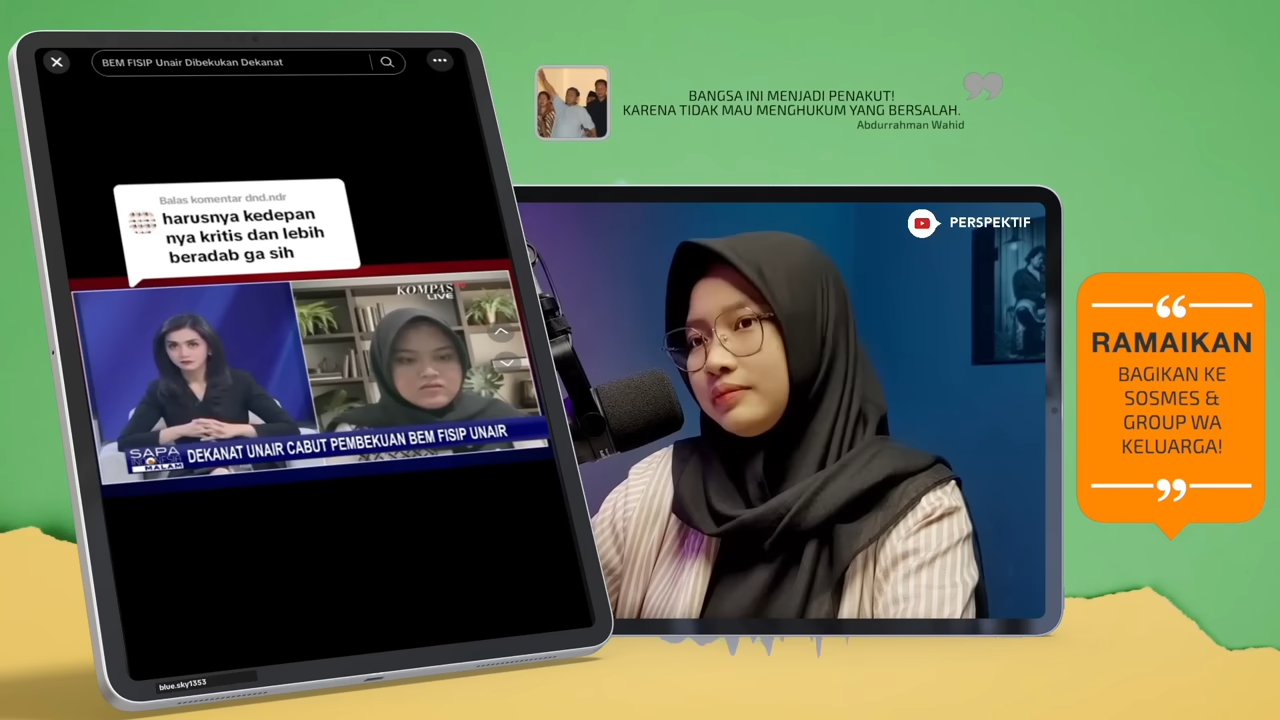 BEM FISIP Unair Dibekukan Dekanat
Balas komentar dnd.ndr
harusnya kedepan
nya kritis dan lebih
beradab ga sih
KOMPAS
LIVE
SAPA
INDONESIA
MALAM
DEKANAT UNAIR CABUT PEMBEKUAN BEM FISIP UNAIR
blue.sky1353
BANGSA INI MENJADI PENAKUT!
KARENA TIDAK MAU MENGHUKUM YANG BERSALAH.
Abdurrahman Wahid
PERSPEKTIF
RAMAIKAN
BAGIKAN KE
SOSMES &
GROUP WA
KELUARGA!